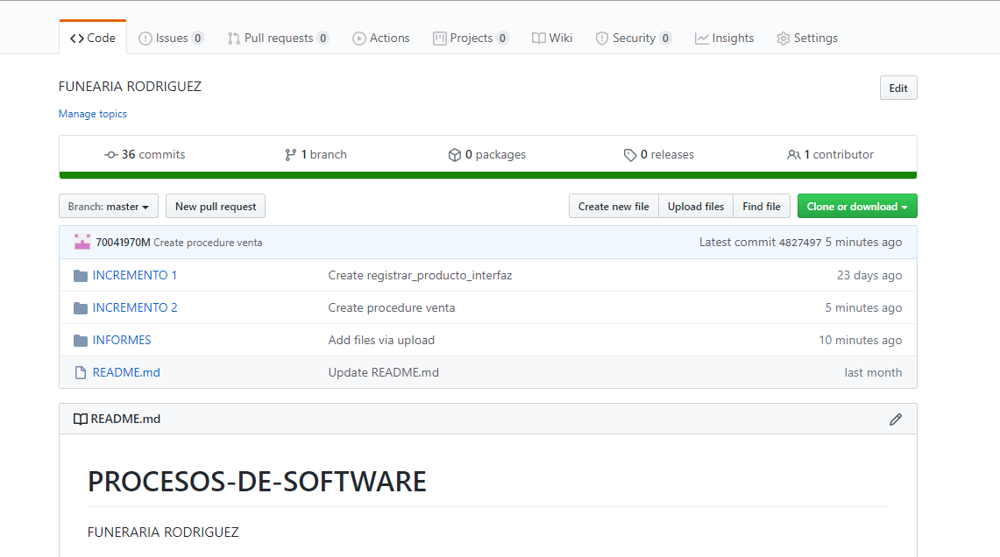 Code Issues 0 Pull requests 0 Actions Projects 0 Wiki Security 0 Insights Settings
FUNEARIA RODRIGUEZ Edit
Manage topics
36 commits 1 branch 0 packages 0 releases 1 contributor
Branch: master New pull request Create new file Upload files Find file Clone or download
70041970M Create procedure venta Latest commit 4827497 5 minutes ago
INCREMENTO 1 Create registrar_producto_interfaz 23 days ago
INCREMENTO 2 Create procedure venta 5 minutes ago
INFORMES Add files via upload 10 minutes ago
README.md Update README.md last month
README.md
PROCESOS-DE-SOFTWARE
FUNERARIA RODRIGUEZ